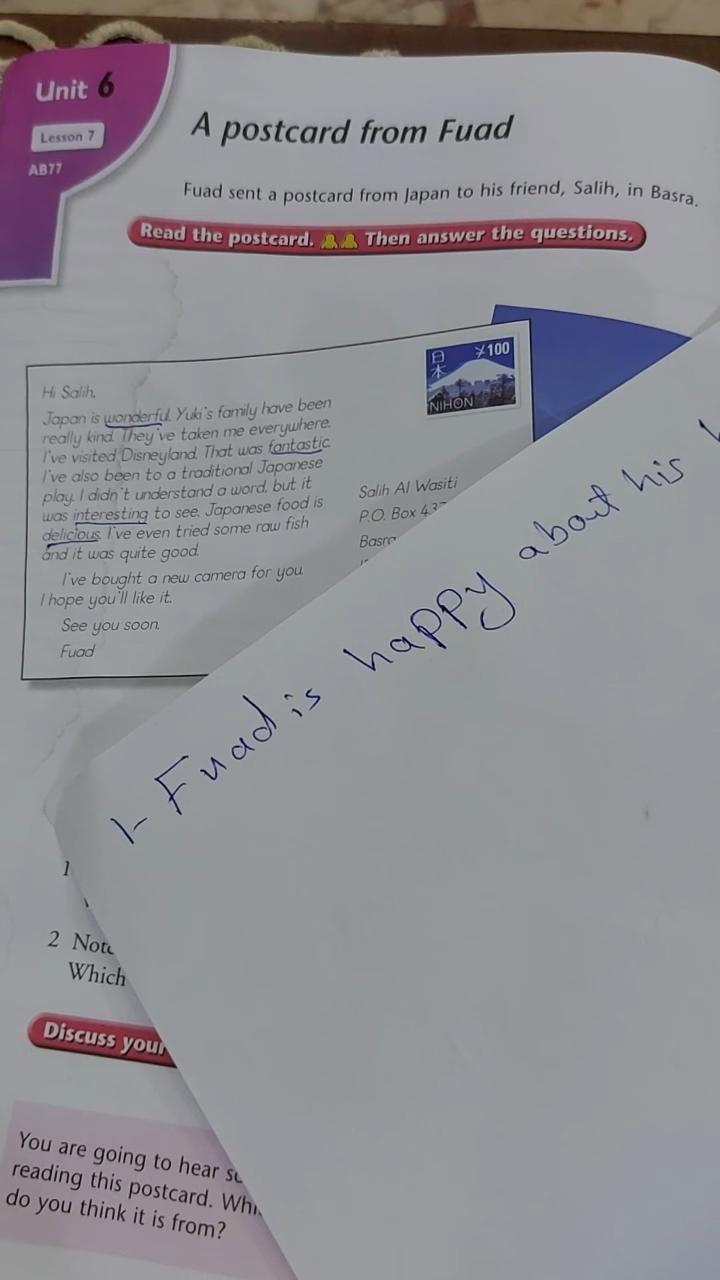 Unit 6
Lesson 7
AB77
A postcard from Fuad
Fuad sent a postcard from Japan to his friend, Salih, in Basra.
Read the postcard. Then answer the questions.
Hi Salih,
Japan is wonderful. Yuki's family have been
really kind. They've taken me everywhere.
I've visited Disneyland. That was fantastic.
I've also been to a traditional Japanese
play. I didn't understand a word, but it
was interesting to see. Japanese food is
delicious. I've even tried some raw fish
and it was quite good.
I've bought a new camera for you.
I hope you'll like it.
See you soon.
Fuad
日本
¥100
NIHON
Salih Al Wasiti
P.O. Box
Basra
1- Fuad is happy about his
1
2 Note
Which
Discuss your
You are going to hear
reading this postcard.
do you think it is from?